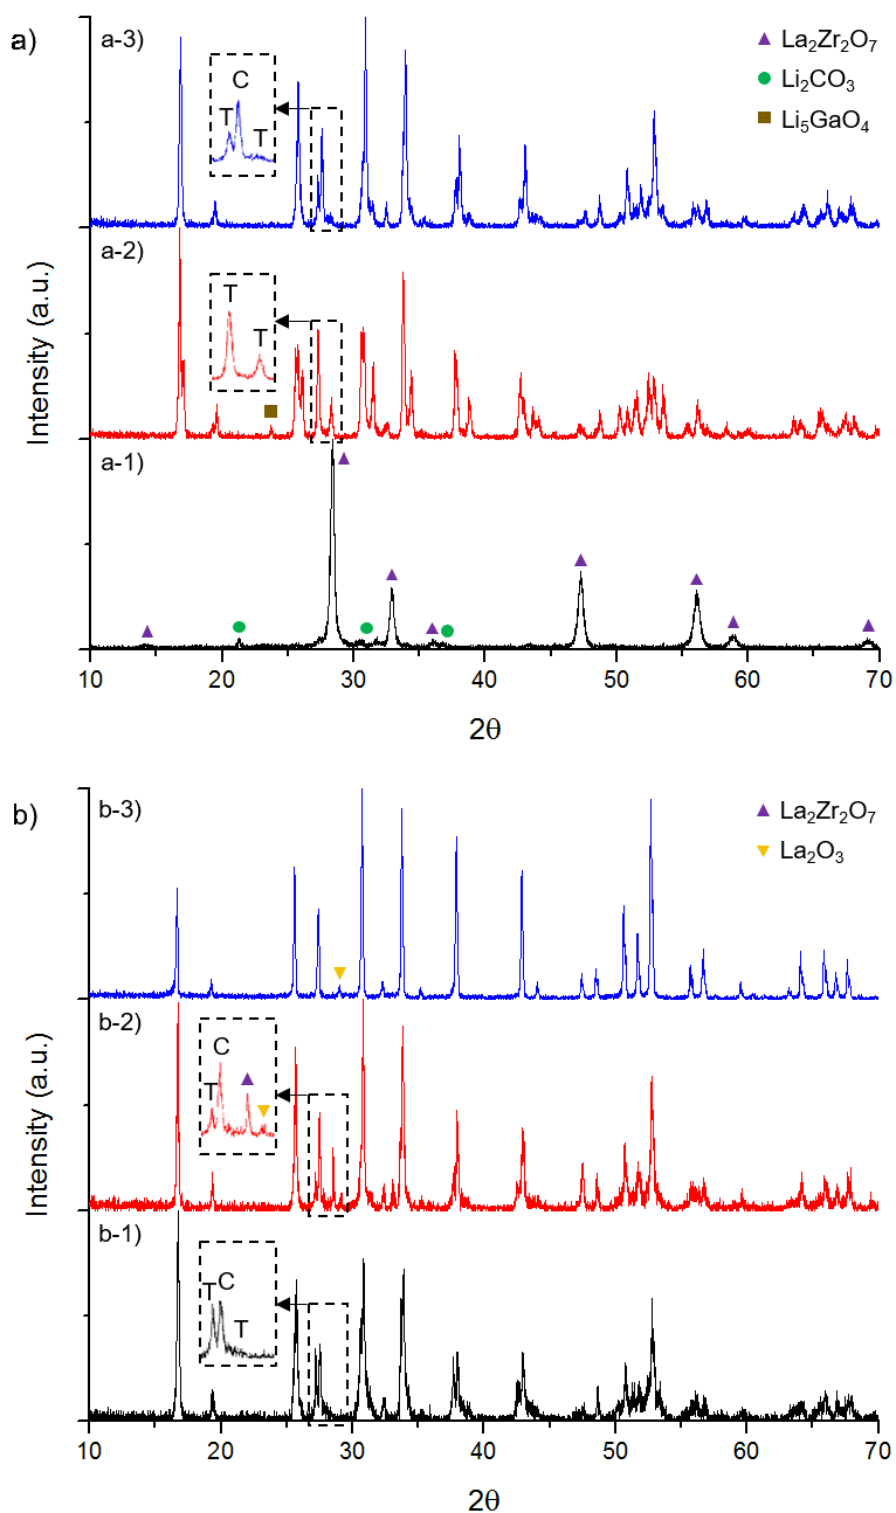 a)
a-3)
La₂Zr₂O₇
Li₂CO₃
Li₅GaO₄
C
T
T
a-2)
T
T
a-1)
Intensity (a.u.)
10 20 30 40 50 60 70
2θ
b)
b-3)
La₂Zr₂O₇
La₂O₃
b-2)
C
T
b-1)
T C
T
Intensity (a.u.)
10 20 30 40 50 60 70
2θ